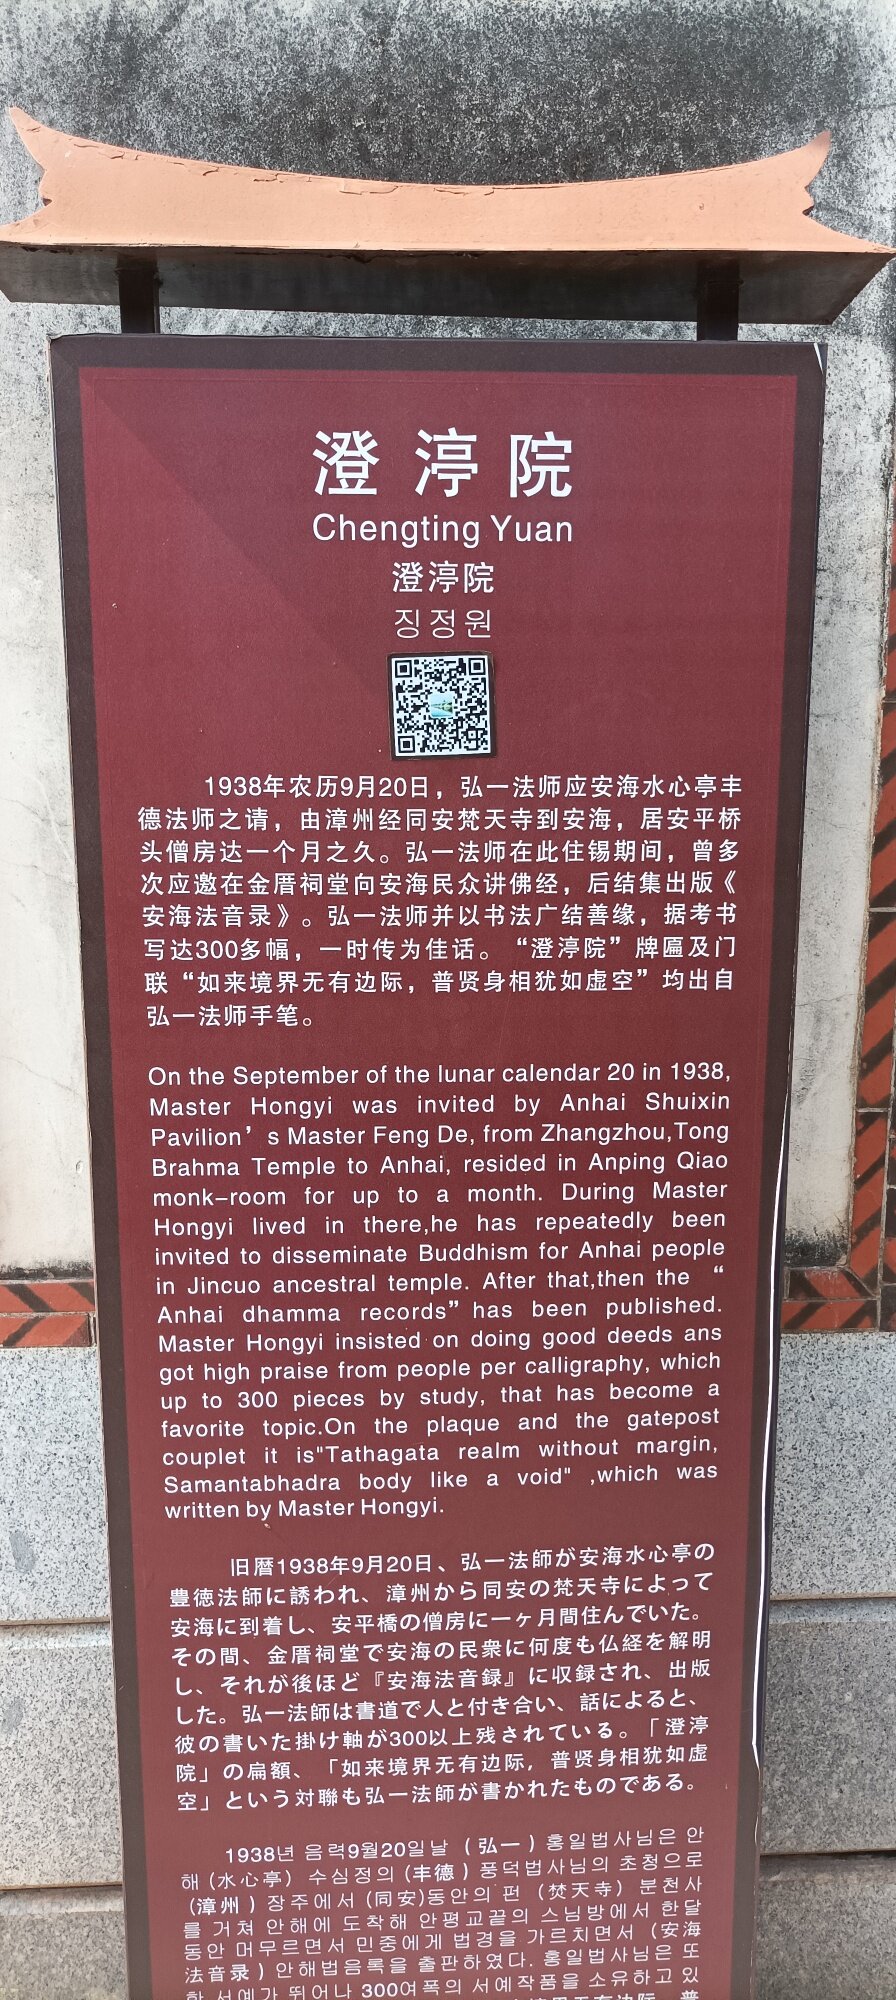 澄渟院
Chengting Yuan
澄渟院
징정원
1938年农历9月20日，弘一法师应安海水心亭丰
德法师之请，由漳州经同安梵天寺到安海，居安平桥
头僧房达一个月之久。弘一法师在此住锡期间，曾多
次应邀在金厝祠堂向安海民众讲佛经，后结集出版《
安海法音录》。弘一法师并以书法广结善缘，据考书
写达300多幅，一时传为佳话。“澄渟院”牌匾及门
联“如来境界无有边际，普贤身相犹如虚空”均出自
弘一法师手笔。
On the September of the lunar calendar 20 in 1938,
Master Hongyi was invited by Anhai Shuixin
Pavilion’s Master Feng De, from Zhangzhou,Tong
Brahma Temple to Anhai, resided in Anping Qiao
monk-room for up to a month. During Master
Hongyi lived in there,he has repeatedly been
invited to disseminate Buddhism for Anhai people
in Jincuo ancestral temple. After that,then the “
Anhai dhamma records” has been published.
Master Hongyi insisted on doing good deeds ans
got high praise from people per calligraphy, which
up to 300 pieces by study, that has become a
favorite topic.On the plaque and the gatepost
couplet it is"Tathagata realm without margin,
Samantabhadra body like a void" ,which was
written by Master Hongyi.
旧暦1938年9月20日、弘一法師が安海水心亭の
豊徳法師に誘われ、漳州から同安の梵天寺によって
安海に到着し、安平橋の僧房に一ヶ月間住んでいた。
その間、金厝祠堂で安海の民衆に何度も仏経を解明
し、それが後ほど『安海法音録』に収録され、出版
した。弘一法師は書道で人と付き合い、話によると、
彼の書いた掛け軸が300以上残されている。「澄渟
院」の扁額、「如来境界无有边际，普贤身相犹如虚
空」という対聯も弘一法師が書かれたものである。
1938년 음력9월20일날 (弘一) 홍일법사님은 안
해 (水心亭) 수심정의 (丰德) 풍덕법사님의 초청으로
(漳州) 장주에서 (同安)동안의 펀 (焚天寺) 분천사
를 거쳐 안해에 도착해 안평교끝의 스님방에서 한달
동안 머무르면서 민중에게 법경을 가르치면서 (安海
法音录) 안해법음록을 출판하였다. 홍일법사님은 또
한 서예가 뛰어나 300여폭의 서예작품을 소유하고 있